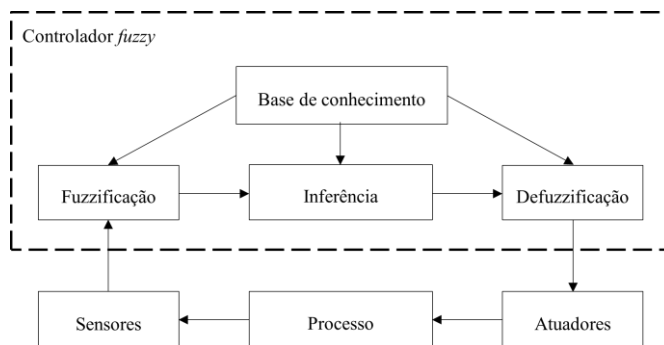 Controlador fuzzy
Base de conhecimento
Fuzzificação
Inferência
Defuzzificação
Sensores
Processo
Atuadores